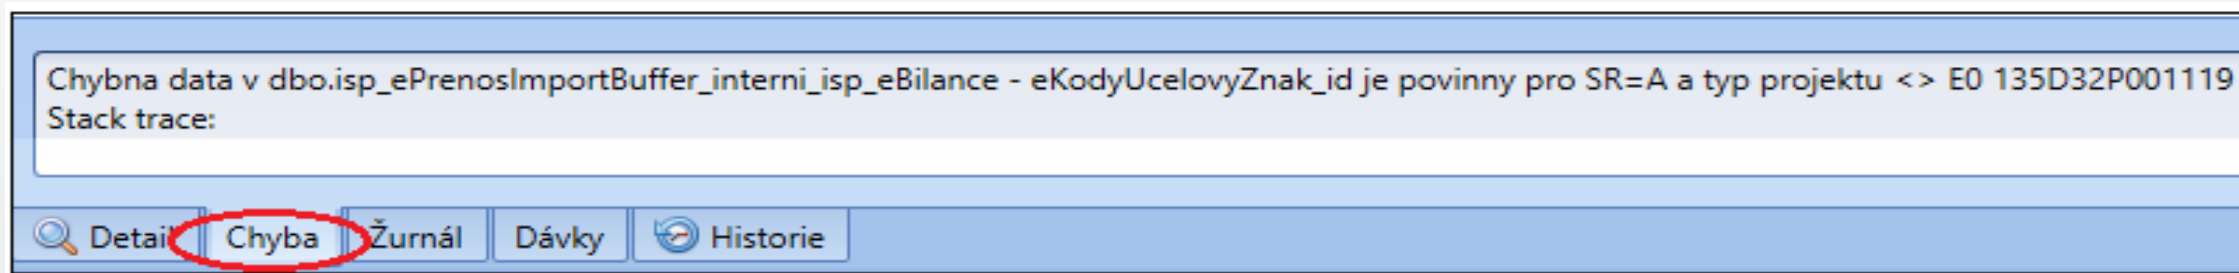 Chybna data v dbo.isp_ePrenosImportBuffer_interni_isp_eBilance - eKodyUcelovyZnak_id je povinny pro SR=A a typ projektu <> E0 135D32P001119
Stack trace:
Detail Chyba Žurnál Dávky Historie